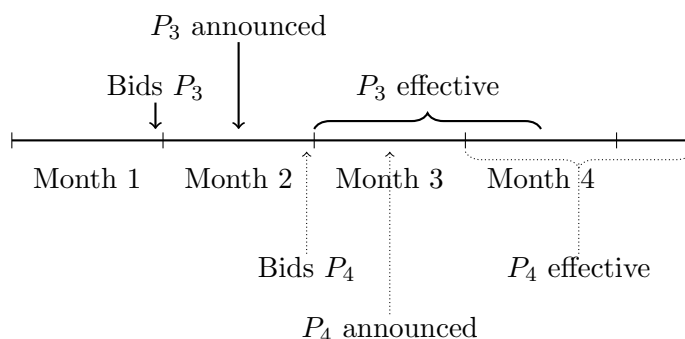 P₃ announced
Bids P₃
P₃ effective
Month 1 Month 2 Month 3 Month 4
Bids P₄
P₄ effective
P₄ announced